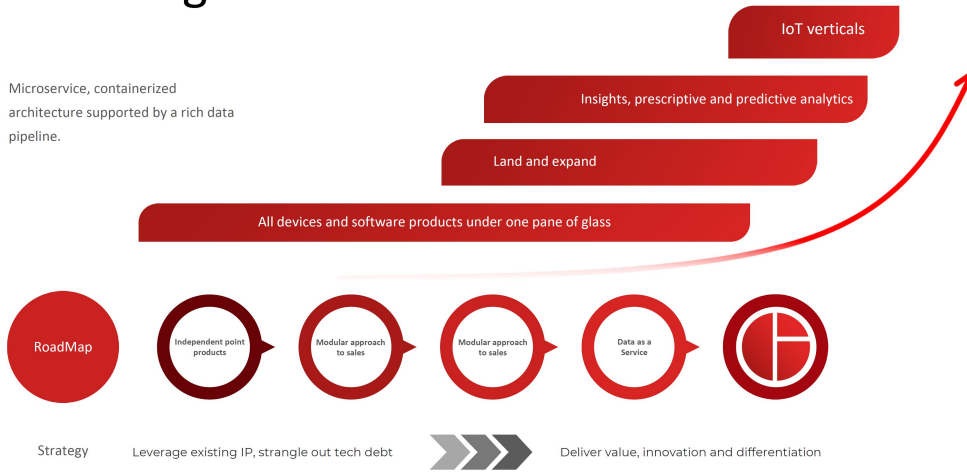 IoT verticals
Microservice, containerized
architecture supported by a rich data
pipeline.
Insights, prescriptive and predictive analytics
Land and expand
All devices and software products under one pane of glass
RoadMap
Independent point
products
Modular approach
to sales
Modular approach
to sales
Data as a
Service
Strategy
Leverage existing IP, strangle out tech debt
Deliver value, innovation and differentiation